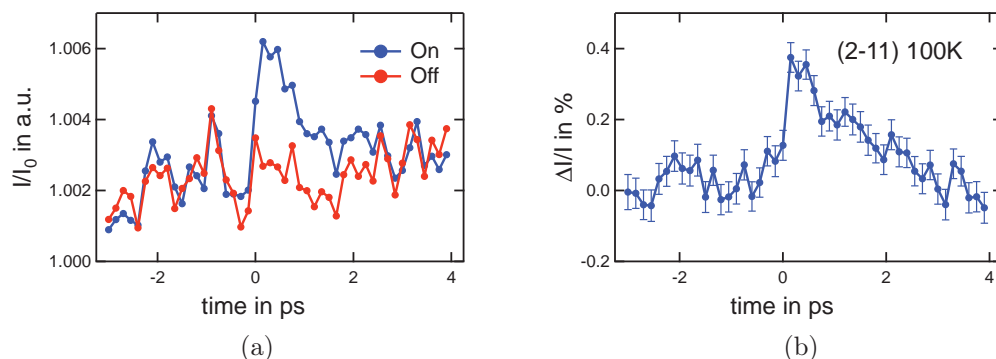 I/I0 in a.u.
1.006
1.004
1.002
1.000
On
Off
-2
0
2
4
time in ps
(a)
ΔI/I in %
0.4
0.2
0.0
-0.2
(2-11) 100K
-2
0
2
4
time in ps
(b)